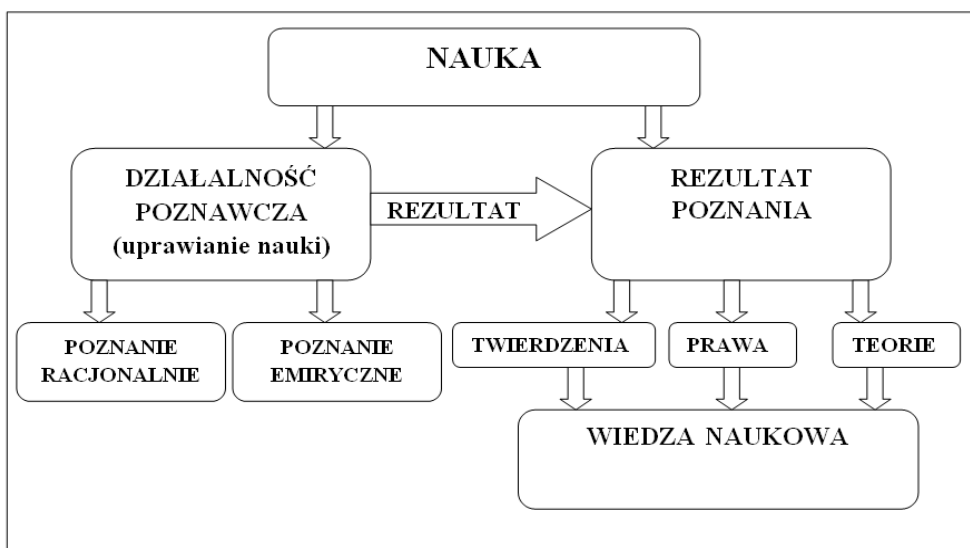 NAUKA
DZIAŁALNOŚĆ
POZNAWCZA
(uprawianie nauki)
REZULTAT
REZULTAT
POZNANIA
POZNANIE
RACJONALNIE
POZNANIE
EMIRYCZNE
TWIERDZENIA
PRAWA
TEORIE
WIEDZA NAUKOWA